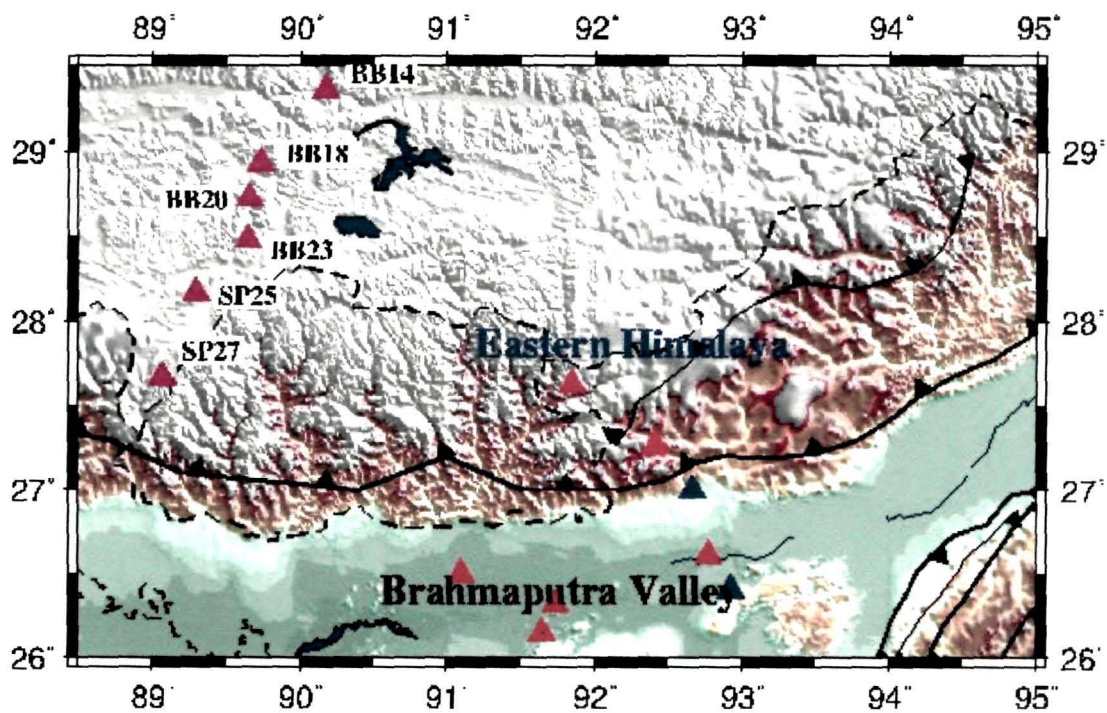 89° 90° 91° 92° 93° 94° 95°
BB14
29° BB18 29°
BB20
BB23
SP25
28° 28°
Eastern Himalaya
SP27
27° 27°
Brahmaputra Valley
26° 26°
89° 90° 91° 92° 93° 94° 95°